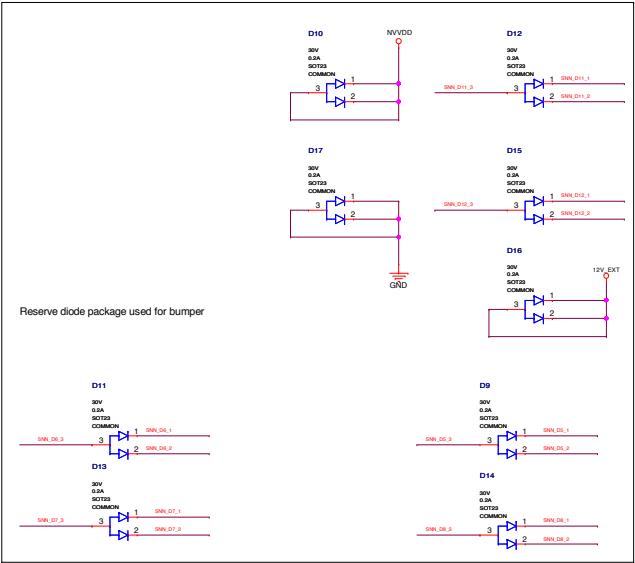 D10
30V
0.2A
SOT23
COMMON
NVVDD
3
1
2
D12
30V
0.2A
SOT23
COMMON
SNN_D11_3
3
1
2
SNN_D11_1
SNN_D11_2
D17
30V
0.2A
SOT23
COMMON
3
1
2
GND
D15
30V
0.2A
SOT23
COMMON
SNN_D12_3
3
1
2
SNN_D12_1
SNN_D12_2
D16
30V
0.2A
SOT23
COMMON
12V_EXT
3
1
2
Reserve diode package used for bumper
D11
30V
0.2A
SOT23
COMMON
SNN_D6_3
3
1
2
SNN_D6_1
SNN_D6_2
D9
30V
0.2A
SOT23
COMMON
SNN_D5_3
3
1
2
SNN_D5_1
SNN_D5_2
D13
30V
0.2A
SOT23
COMMON
SNN_D7_3
3
1
2
SNN_D7_1
SNN_D7_2
D14
30V
0.2A
SOT23
COMMON
SNN_D8_3
3
1
2
SNN_D8_1
SNN_D8_2